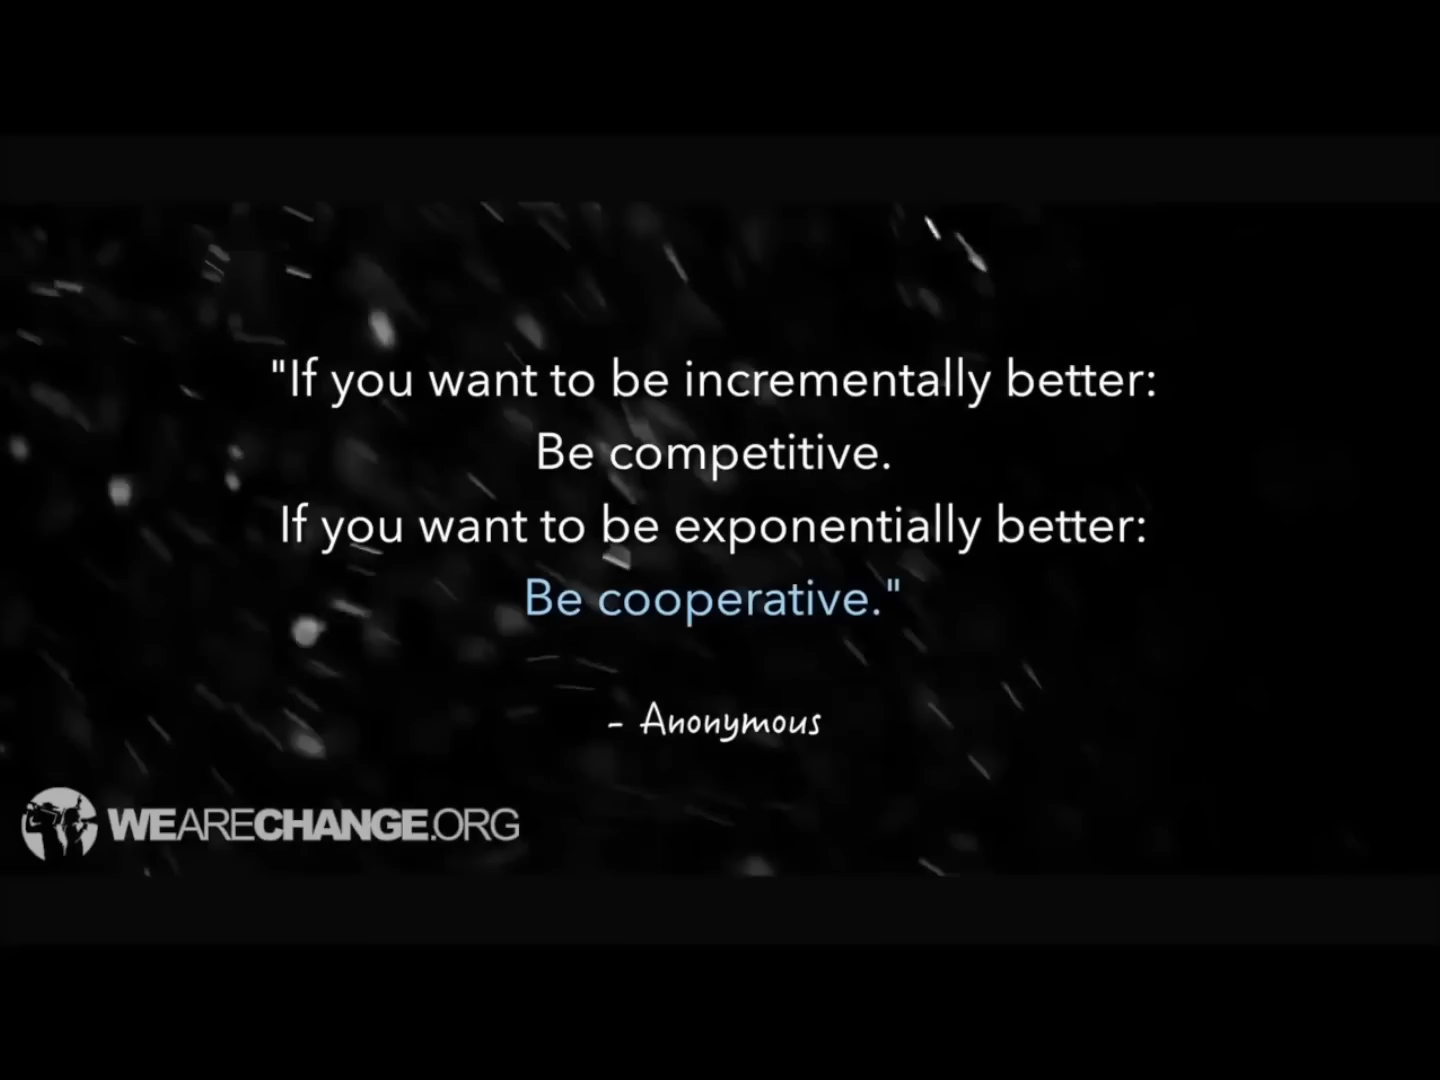 "If you want to be incrementally better:
Be competitive.
If you want to be exponentially better:
Be cooperative."
- Anonymous
WEARECHANGE.ORG